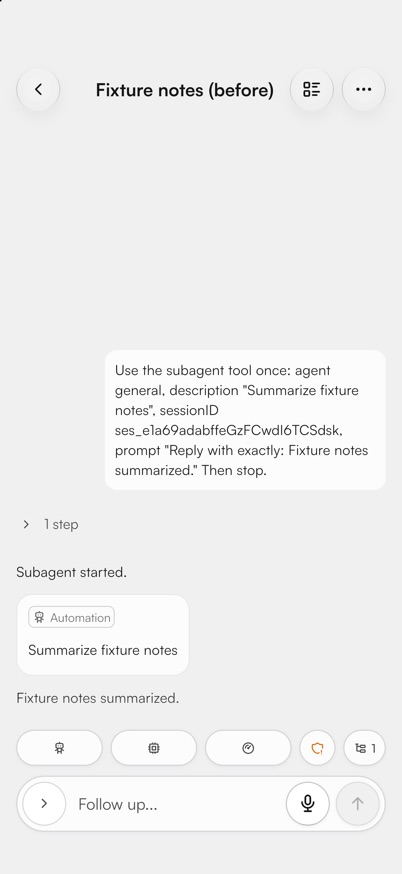 Fixture notes (before)
Use the subagent tool once: agent
general, description "Summarize fixture
notes", sessionID
ses_e1a69adabffeGzFCwdI6TCSdsk,
prompt "Reply with exactly: Fixture notes
summarized." Then stop.
1 step
Subagent started.
Automation
Summarize fixture notes
Fixture notes summarized.
1
Follow up...